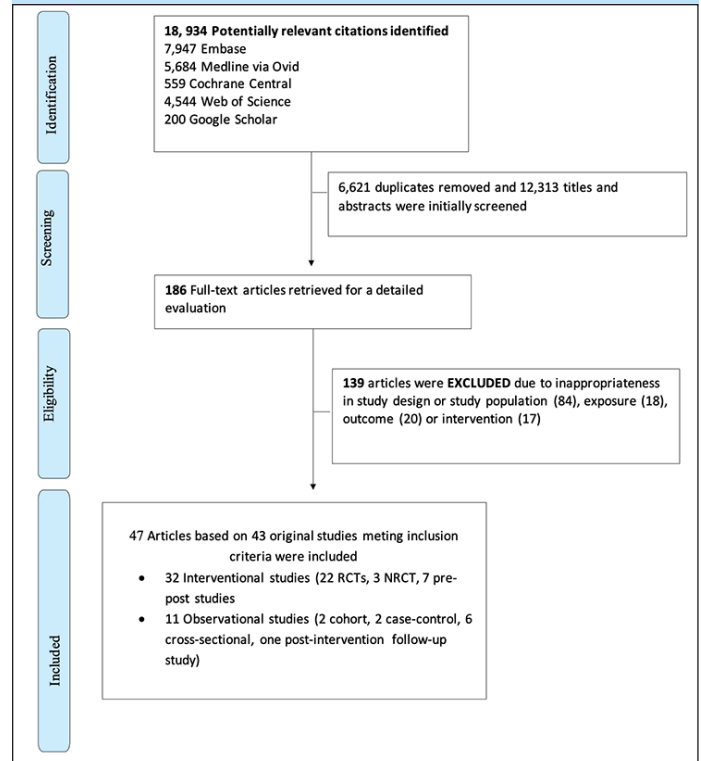 Identification
18, 934 Potentially relevant citations identified
7,947 Embase
5,684 Medline via Ovid
559 Cochrane Central
4,544 Web of Science
200 Google Scholar
Screening
6,621 duplicates removed and 12,313 titles and
abstracts were initially screened
186 Full-text articles retrieved for a detailed
evaluation
Eligibility
139 articles were EXCLUDED due to inappropriateness
in study design or study population (84), exposure (18),
outcome (20) or intervention (17)
Included
47 Articles based on 43 original studies meting inclusion
criteria were included
• 32 Interventional studies (22 RCTs, 3 NRCT, 7 pre-
post studies
• 11 Observational studies (2 cohort, 2 case-control, 6
cross-sectional, one post-intervention follow-up
study)